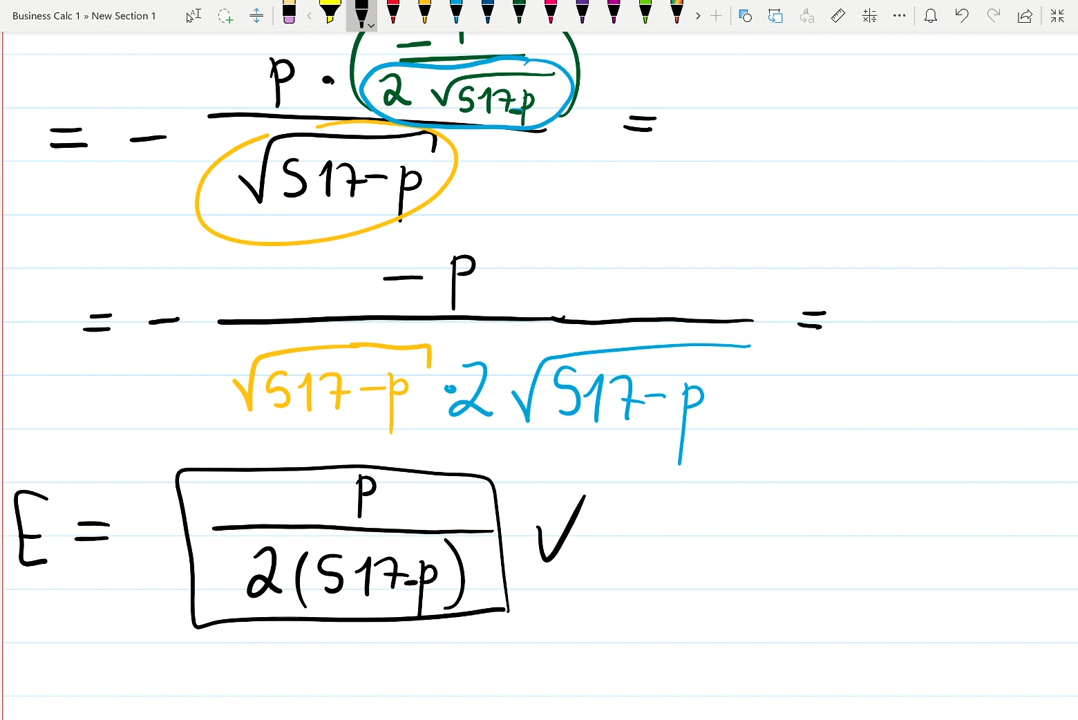 Business Calc 1 » New Section 1
p · (-1 / 2√517-p)
= - ―――――――― =
√517-p
- p
= - ―――――――― =
√517-p · 2√517-p
p
E = ―――――――― ✓
2(517-p)